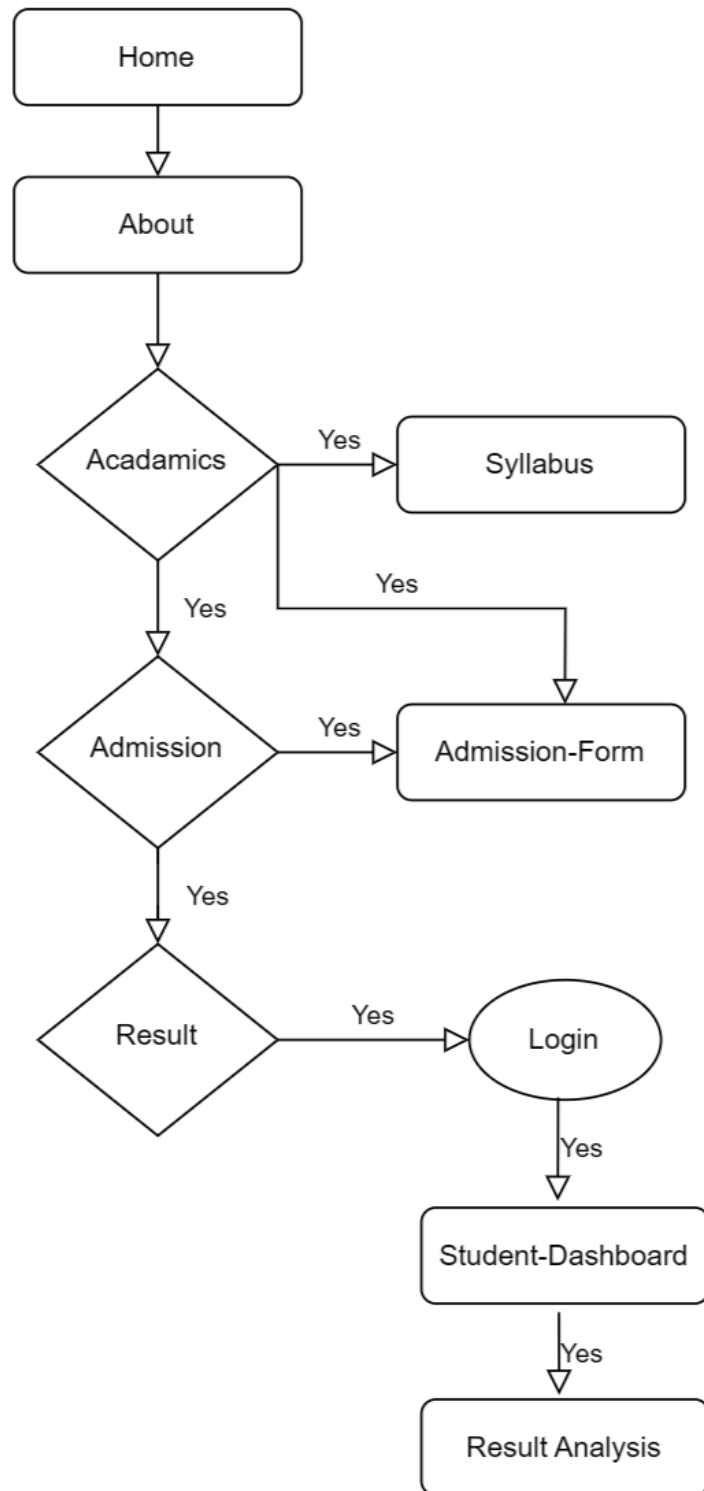 Home
About
Acadamics
Yes
Syllabus
Yes
Yes
Admission
Yes
Admission-Form
Yes
Result
Yes
Login
Yes
Student-Dashboard
Yes
Result Analysis